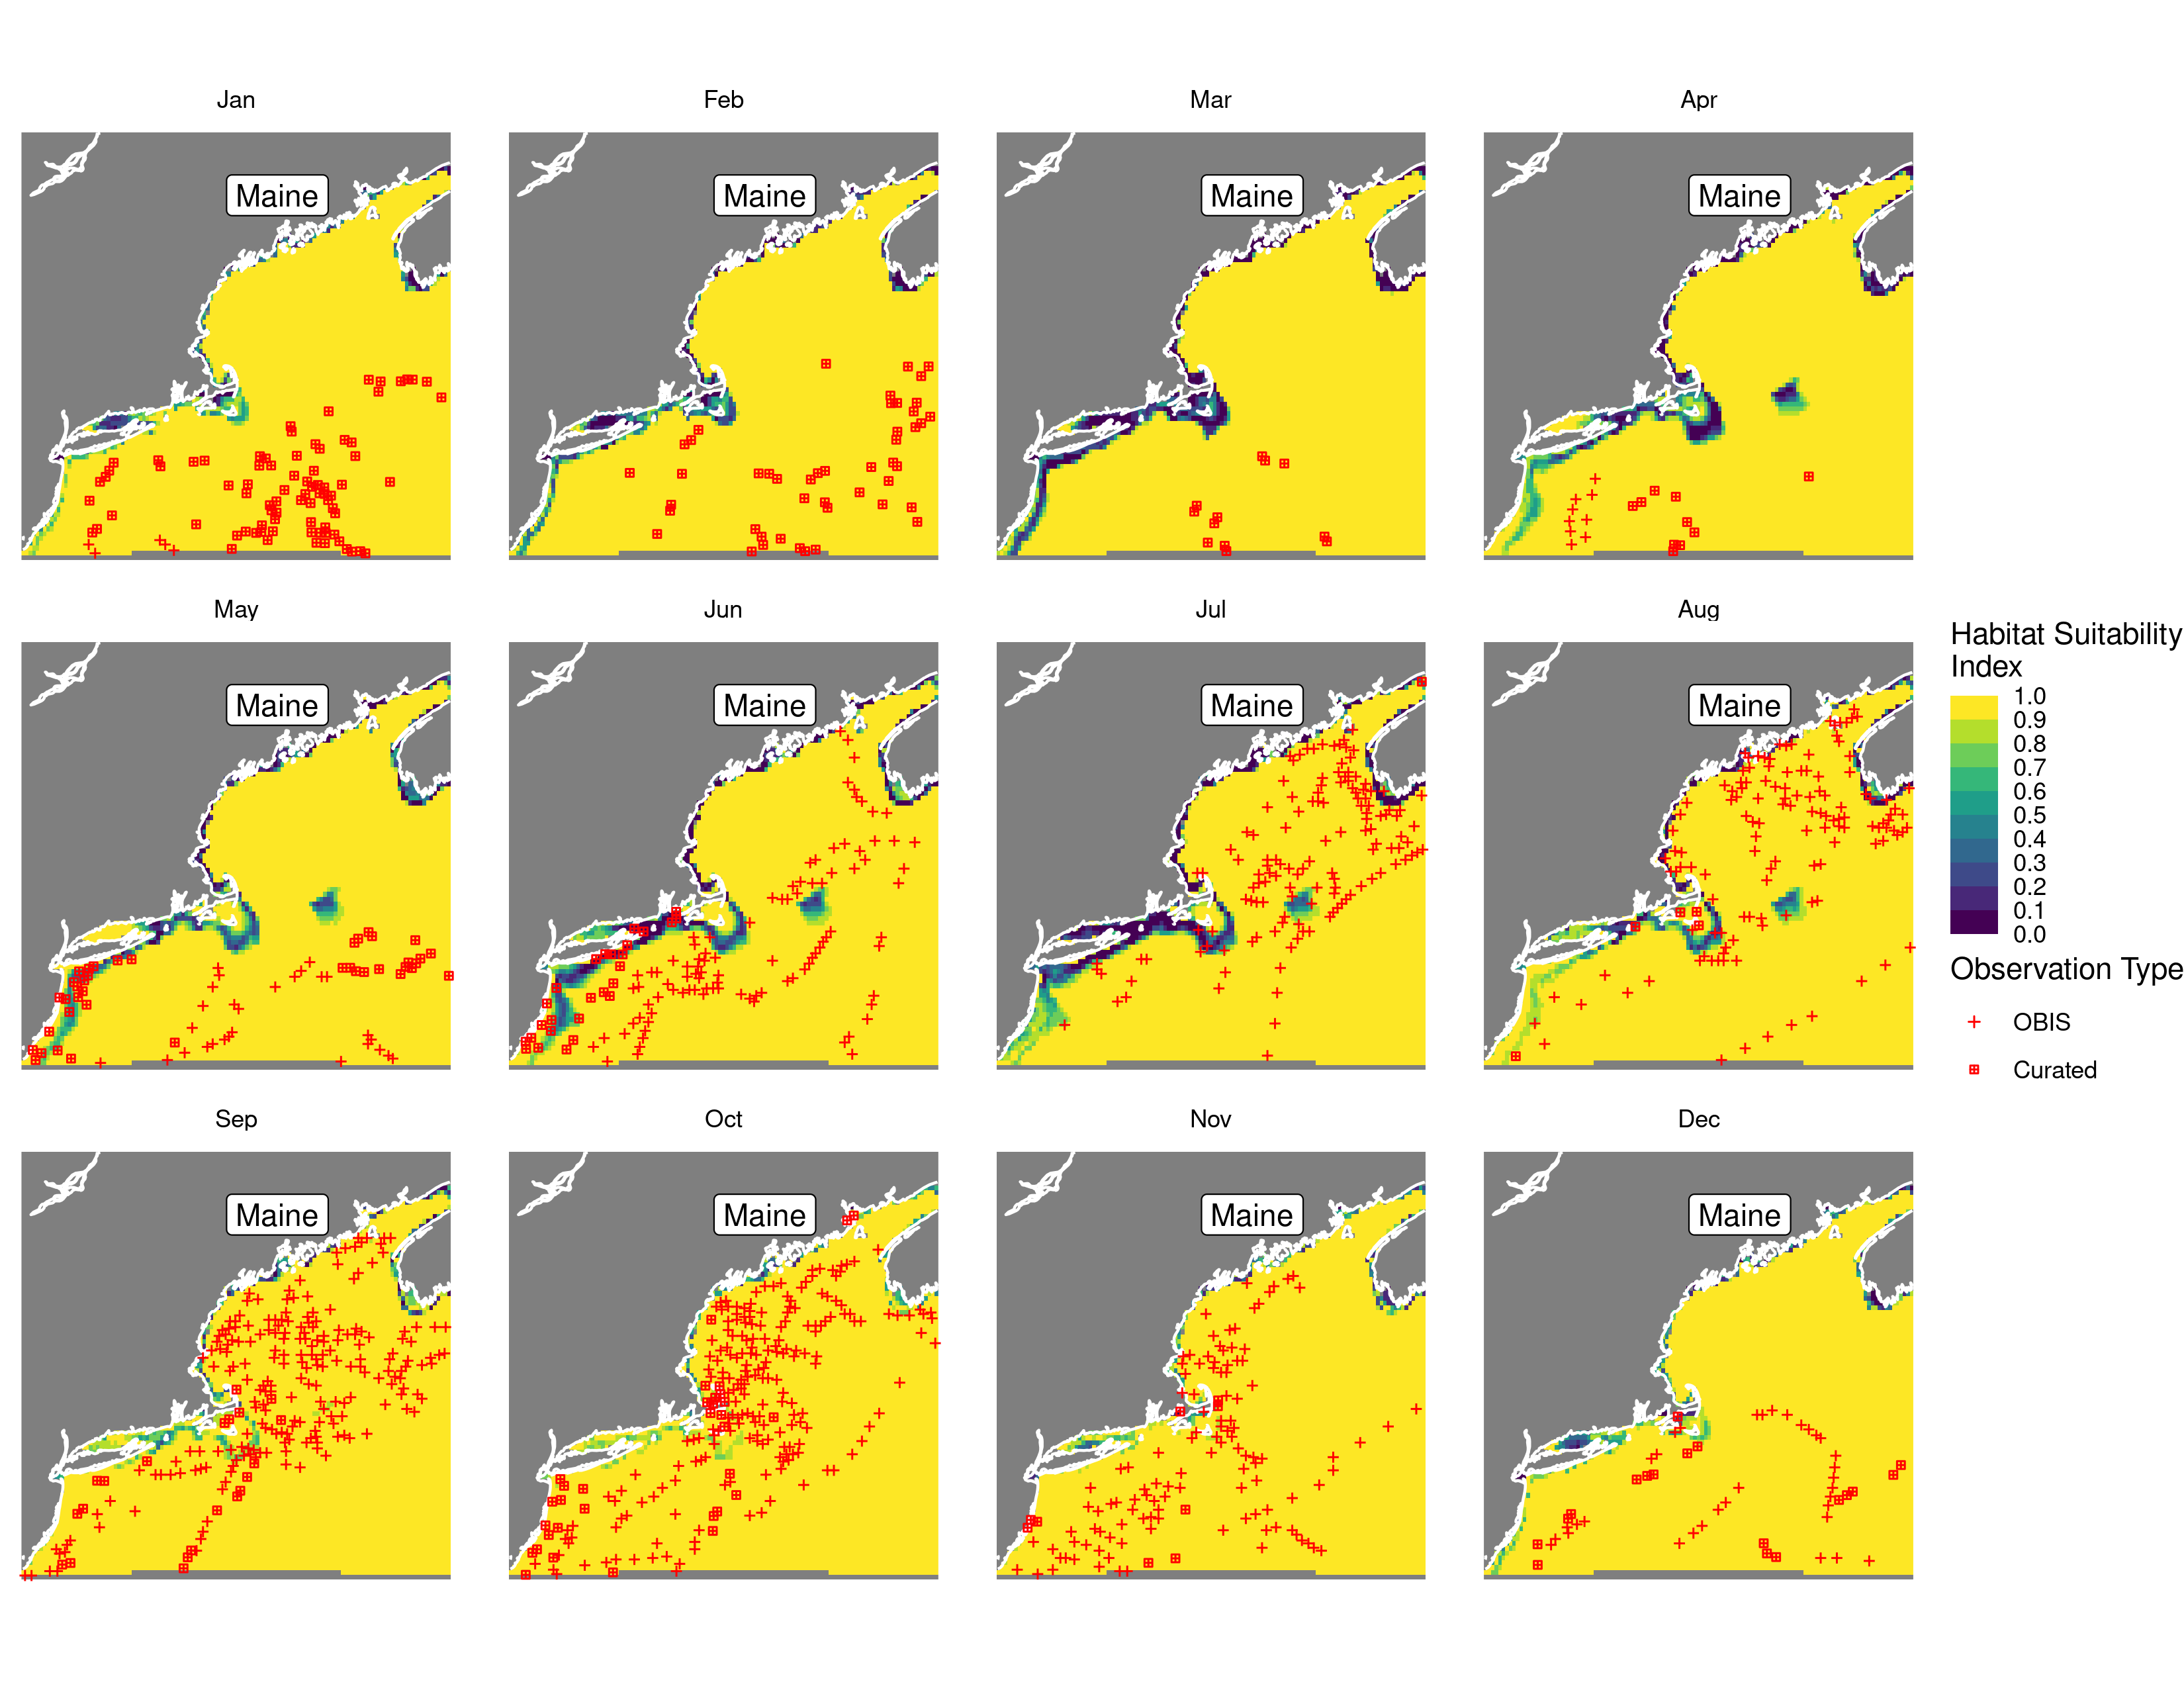 Jan
Feb
Mar
Apr
Maine
Maine
Maine
Maine
May
Jun
Jul
Aug
Maine
Maine
Maine
Maine
Sep
Oct
Nov
Dec
Maine
Maine
Maine
Maine
Habitat Suitability
Index
1.0
0.9
0.8
0.7
0.6
0.5
0.4
0.3
0.2
0.1
0.0
Observation Type
OBIS
Curated